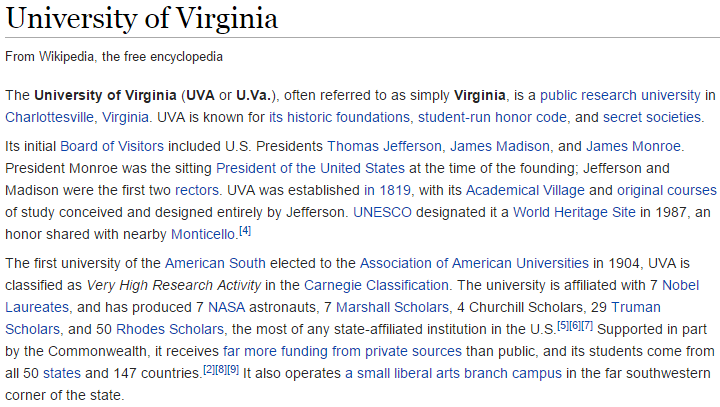 University of Virginia
From Wikipedia, the free encyclopedia
The University of Virginia (UVA or U.Va.), often referred to as simply Virginia, is a public research university in
Charlottesville, Virginia. UVA is known for its historic foundations, student-run honor code, and secret societies.
Its initial Board of Visitors included U.S. Presidents Thomas Jefferson, James Madison, and James Monroe.
President Monroe was the sitting President of the United States at the time of the founding; Jefferson and
Madison were the first two rectors. UVA was established in 1819, with its Academical Village and original courses
of study conceived and designed entirely by Jefferson. UNESCO designated it a World Heritage Site in 1987, an
honor shared with nearby Monticello.[4]
The first university of the American South elected to the Association of American Universities in 1904, UVA is
classified as Very High Research Activity in the Carnegie Classification. The university is affiliated with 7 Nobel
Laureates, and has produced 7 NASA astronauts, 7 Marshall Scholars, 4 Churchill Scholars, 29 Truman
Scholars, and 50 Rhodes Scholars, the most of any state-affiliated institution in the U.S.[5][6][7] Supported in part
by the Commonwealth, it receives far more funding from private sources than public, and its students come from
all 50 states and 147 countries.[2][8][9] It also operates a small liberal arts branch campus in the far southwestern
corner of the state.